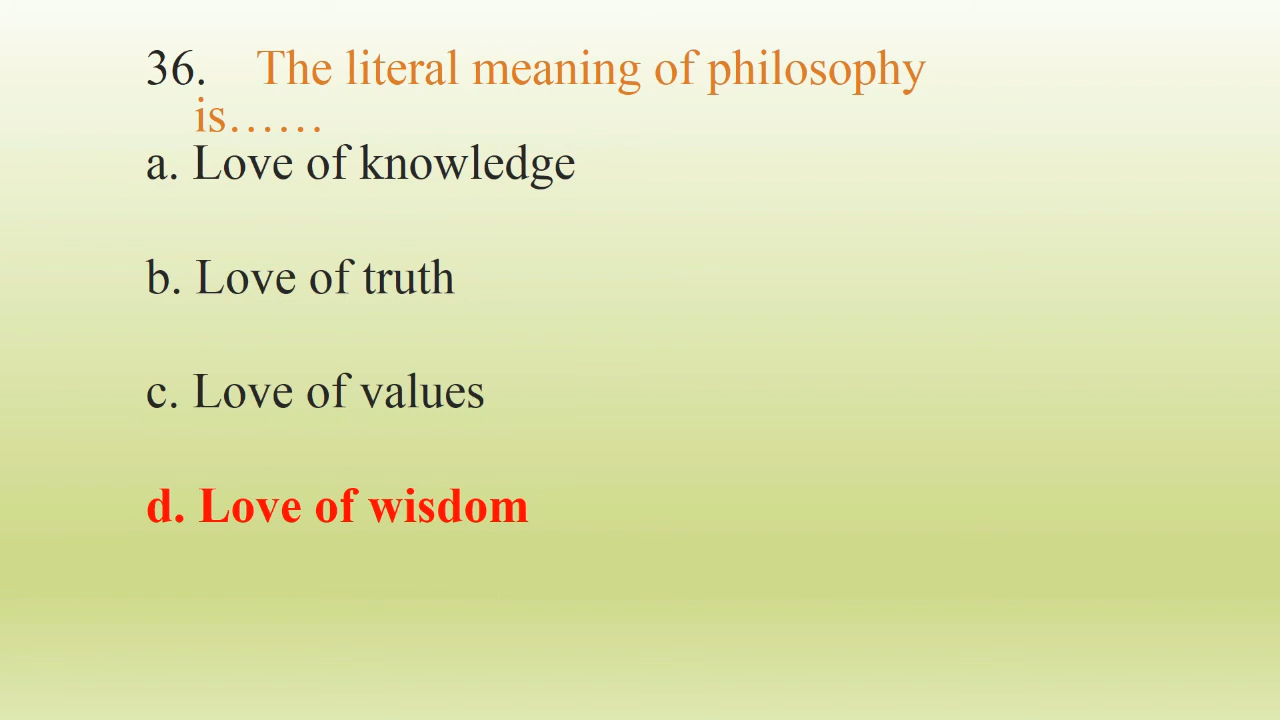 36. The literal meaning of philosophy
is……
a. Love of knowledge
b. Love of truth
c. Love of values
d. Love of wisdom